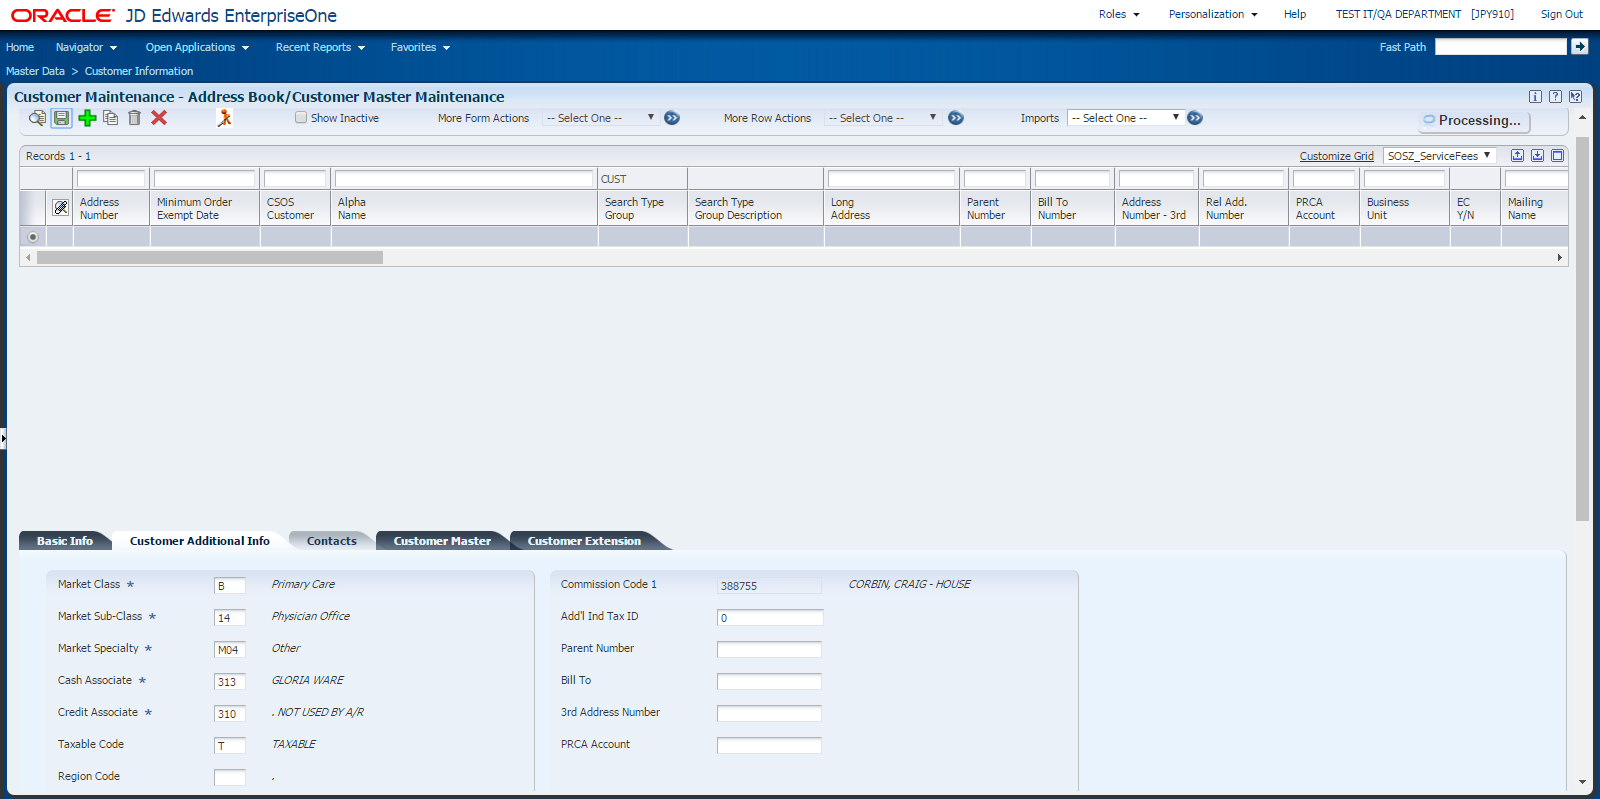 ORACLE JD Edwards EnterpriseOne Roles Personalization Help TEST IT/QA DEPARTMENT [JPY910] Sign Out
Home Navigator Open Applications Recent Reports Favorites Fast Path
Master Data > Customer Information
Customer Maintenance - Address Book/Customer Master Maintenance
Show Inactive More Form Actions -- Select One -- More Row Actions -- Select One -- Imports -- Select One -- Processing...
Records 1 - 1 Customize Grid SOSZ_ServiceFees
CUST
Address Number
Minimum Order Exempt Date
CSOS Customer
Alpha Name
Search Type Group
Search Type Group Description
Long Address
Parent Number
Bill To Number
Address Number - 3rd
Rel Add. Number
PRCA Account
Business Unit
EC Y/N
Mailing Name
Basic Info Customer Additional Info Contacts Customer Master Customer Extension
Market Class * B Primary Care
Market Sub-Class * 14 Physician Office
Market Specialty * M04 Other
Cash Associate * 313 GLORIA WARE
Credit Associate * 310 . NOT USED BY A/R
Taxable Code T TAXABLE
Region Code .
Commission Code 1 388755 CORBIN, CRAIG - HOUSE
Add'l Ind Tax ID 0
Parent Number
Bill To
3rd Address Number
PRCA Account